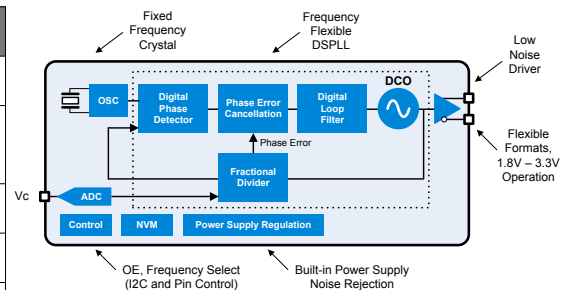 Fixed
Frequency
Crystal
Frequency
Flexible
DSPLL
Low
Noise
Driver
OSC
Digital
Phase
Detector
Phase Error
Cancellation
Digital
Loop
Filter
DCO
Phase Error
Fractional
Divider
Flexible
Formats,
1.8V – 3.3V
Operation
Vc
ADC
Control
NVM
Power Supply Regulation
OE, Frequency Select
(I2C and Pin Control)
Built-in Power Supply
Noise Rejection